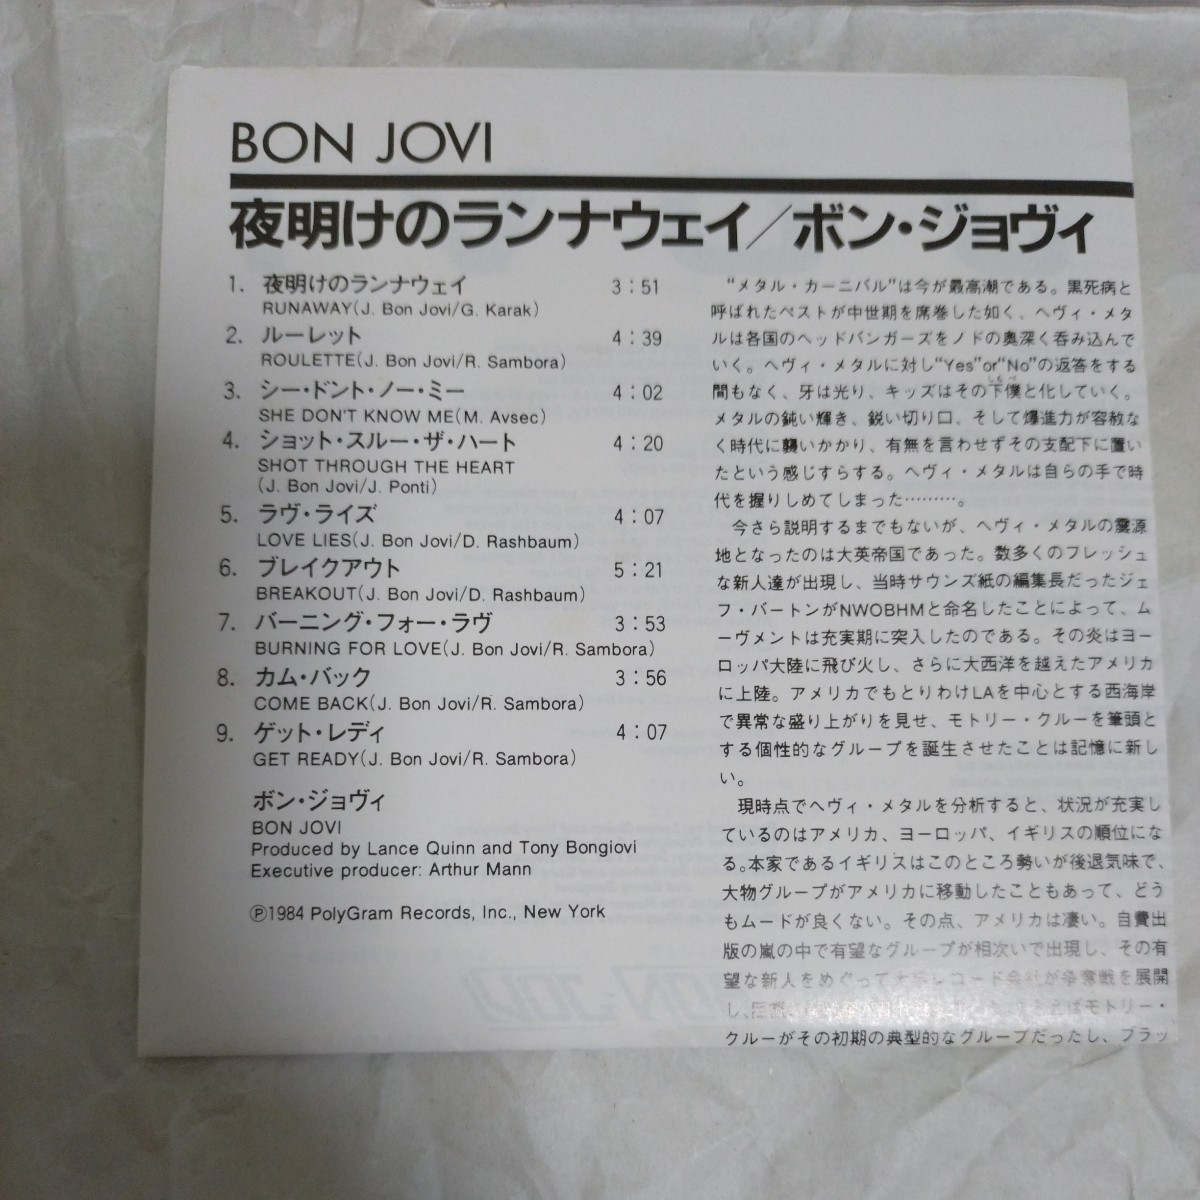 BON JOVI
夜明けのランナウェイ／ボン・ジョヴィ
1. 夜明けのランナウェイ 3：51
RUNAWAY(J. Bon Jovi/G. Karak)
2. ルーレット 4：39
ROULETTE(J. Bon Jovi/R. Sambora)
3. シー・ドント・ノー・ミー 4：02
SHE DON'T KNOW ME(M. Avsec)
4. ショット・スルー・ザ・ハート 4：20
SHOT THROUGH THE HEART
(J. Bon Jovi/J. Ponti)
5. ラヴ・ライズ 4：07
LOVE LIES(J. Bon Jovi/D. Rashbaum)
6. ブレイクアウト 5：21
BREAKOUT(J. Bon Jovi/D. Rashbaum)
7. バーニング・フォー・ラヴ 3：53
BURNING FOR LOVE(J. Bon Jovi/R. Sambora)
8. カム・バック 3：56
COME BACK(J. Bon Jovi/R. Sambora)
9. ゲット・レディ 4：07
GET READY(J. Bon Jovi/R. Sambora)
ボン・ジョヴィ
BON JOVI
Produced by Lance Quinn and Tony Bongiovi
Executive producer: Arthur Mann
Ⓟ1984 PolyGram Records, Inc., New York
“メタル・カーニバル”は今が最高潮である。黒死病と
呼ばれたペストが中世期を席巻した如く、ヘヴィ・メタ
ルは各国のヘッドバンガーズをノドの奥深く呑み込んで
いく。ヘヴィ・メタルに対し“Yes”or“No”の返答をする
間もなく、牙は光り、キッズはその下僕と化していく。
メタルの鈍い輝き、鋭い切り口、そして爆進力が容赦な
く時代に襲いかかり、有無を言わせずその支配下に置い
たという感じすらする。ヘヴィ・メタルは自らの手で時
代を握りしめてしまった………。
今さら説明するまでもないが、ヘヴィ・メタルの震源
地となったのは大英帝国であった。数多くのフレッシュ
な新人達が出現し、当時サウンズ紙の編集長だったジェ
フ・バートンがNWOBHMと命名したことによって、ム
ーヴメントは充実期に突入したのである。その炎はヨー
ロッパ大陸に飛び火し、さらに大西洋を越えたアメリカ
に上陸。アメリカでもとりわけLAを中心とする西海岸
で異常な盛り上がりを見せ、モトリー・クルーを筆頭と
する個性的なグループを誕生させたことは記憶に新し
い。
現時点でヘヴィ・メタルを分析すると、状況が充実し
ているのはアメリカ、ヨーロッパ、イギリスの順位にな
る。本家であるイギリスはこのところ勢いが後退気味で、
大物グループがアメリカに移動したこともあって、どう
もムードが良くない。その点、アメリカは凄い。自費出
版の嵐の中で有望なグループが相次いで出現し、その有
望な新人をめぐって大手レコード会社が争奪戦を展開
し、 ばモトリー・
クルーがその初期の典型的なグループだったし、ブラッ